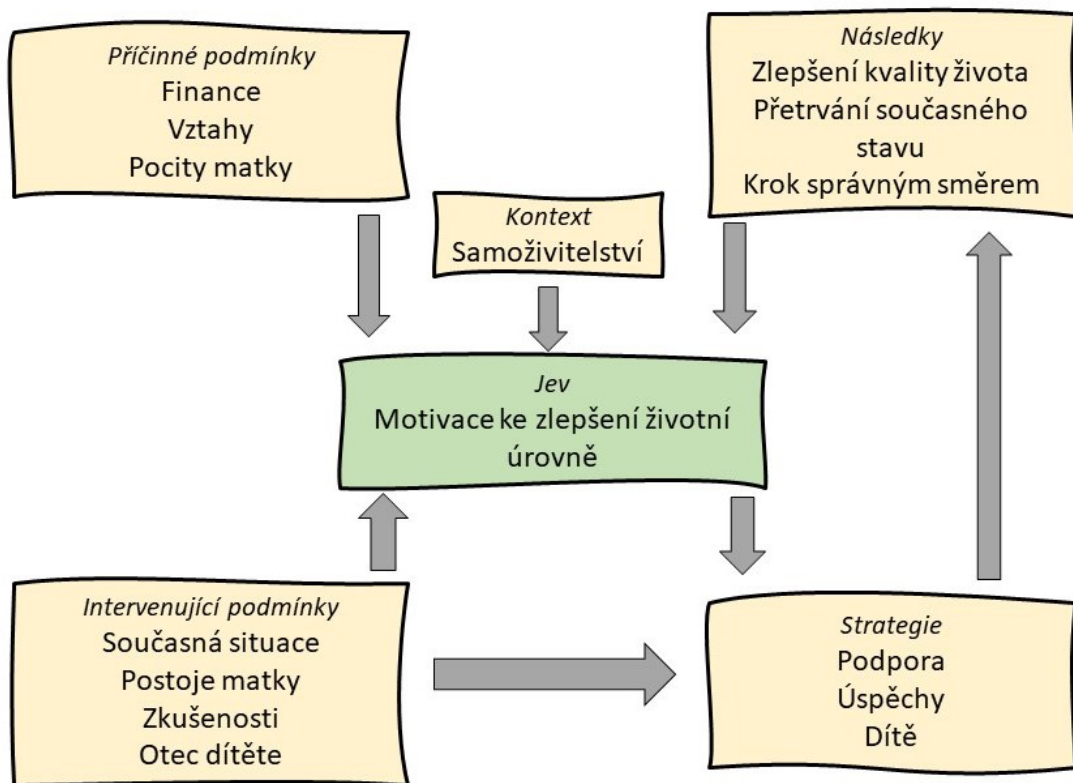 Příčinné podmínky
Finance
Vztahy
Pocity matky
Následky
Zlepšení kvality života
Přetrvání současného
stavu
Krok správným směrem
Kontext
Samoživitelství
Jev
Motivace ke zlepšení životní
úrovně
Intervenující podmínky
Současná situace
Postoje matky
Zkušenosti
Otec dítěte
Strategie
Podpora
Úspěchy
Dítě